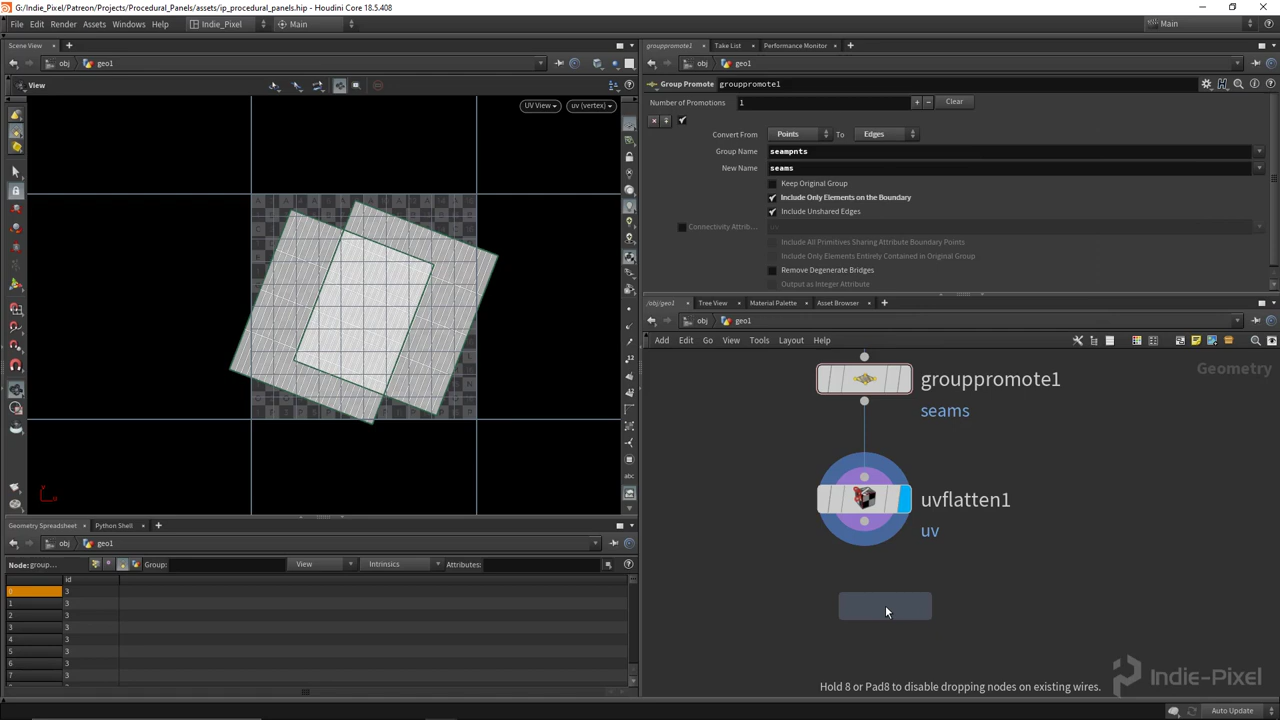 G:/Indie_Pixel/Patreon/Projects/Procedural_Panels/assets/ip_procedural_panels.hip - Houdini Core 18.5.408
File Edit Render Assets Windows Help Indie_Pixel Main Main
Scene View
obj geo1
View
UV View uv (vertex)
Geometry Spreadsheet Python Shell
obj geo1
Node: group... Group: View Intrinsics Attributes:
id
0 3
1 3
2 3
3 3
4 3
5 3
6 3
7 3
grouppromote1 Take List Performance Monitor
obj geo1
Group Promote grouppromote1
Number of Promotions 1 Clear
Convert From Points To Edges
Group Name seampnts
New Name seams
Keep Original Group
Include Only Elements on the Boundary
Include Unshared Edges
Connectivity Attrib... uv
Include All Primitives Sharing Attribute Boundary Points
Include Only Elements Entirely Contained in Original Group
Remove Degenerate Bridges
Output as Integer Attribute
/obj/geo1 Tree View Material Palette Asset Browser
obj geo1
Add Edit Go View Tools Layout Help
Geometry
grouppromote1
seams
uvflatten1
uv
Indie-Pixel
Hold 8 or Pad8 to disable dropping nodes on existing wires.
Auto Update